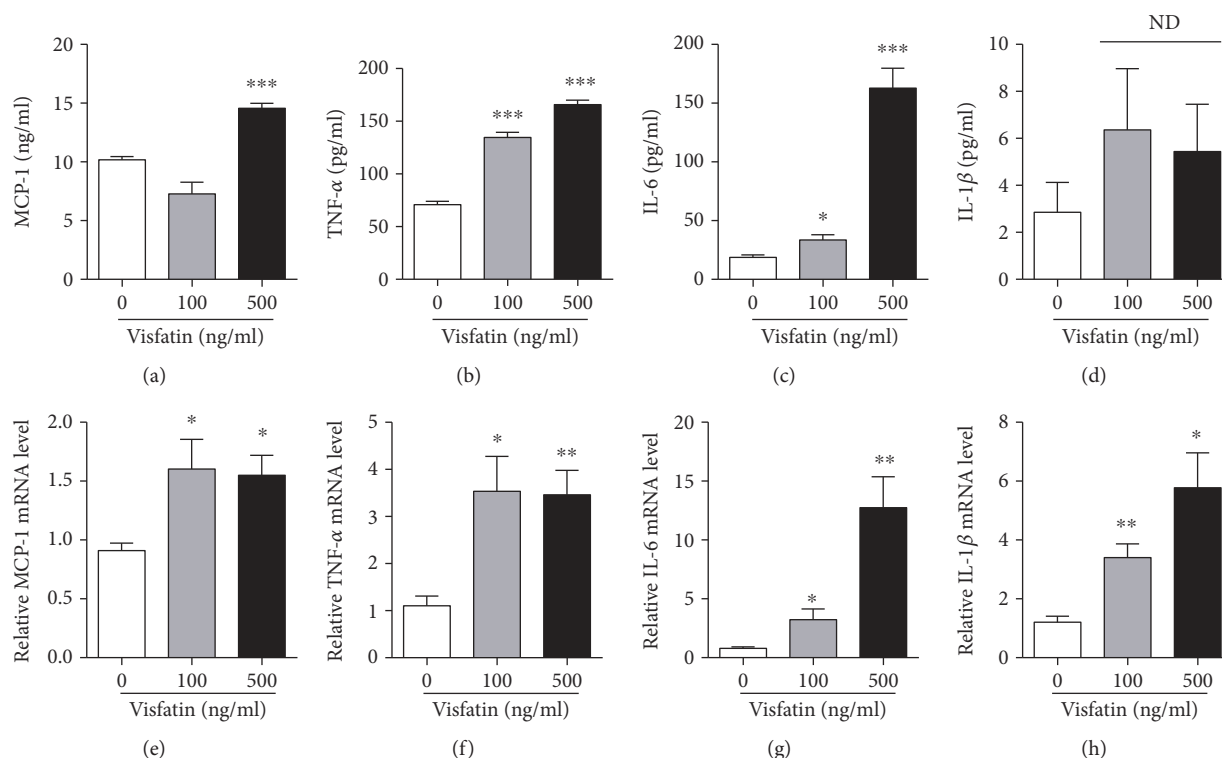 MCP-1 (ng/ml)
20
15
10
5
0
***
0 100 500
Visfatin (ng/ml)
(a)
TNF-α (pg/ml)
200
150
100
50
0
***
***
0 100 500
Visfatin (ng/ml)
(b)
IL-6 (pg/ml)
200
150
100
50
0
*
***
0 100 500
Visfatin (ng/ml)
(c)
IL-1β (pg/ml)
10
8
6
4
2
0
ND
0 100 500
Visfatin (ng/ml)
(d)
Relative MCP-1 mRNA level
2.0
1.5
1.0
0.5
0.0
*
*
0 100 500
Visfatin (ng/ml)
(e)
Relative TNF-α mRNA level
5
4
3
2
1
0
*
**
0 100 500
Visfatin (ng/ml)
(f)
Relative IL-6 mRNA level
20
15
10
5
0
*
**
0 100 500
Visfatin (ng/ml)
(g)
Relative IL-1β mRNA level
8
6
4
2
0
**
*
0 100 500
Visfatin (ng/ml)
(h)